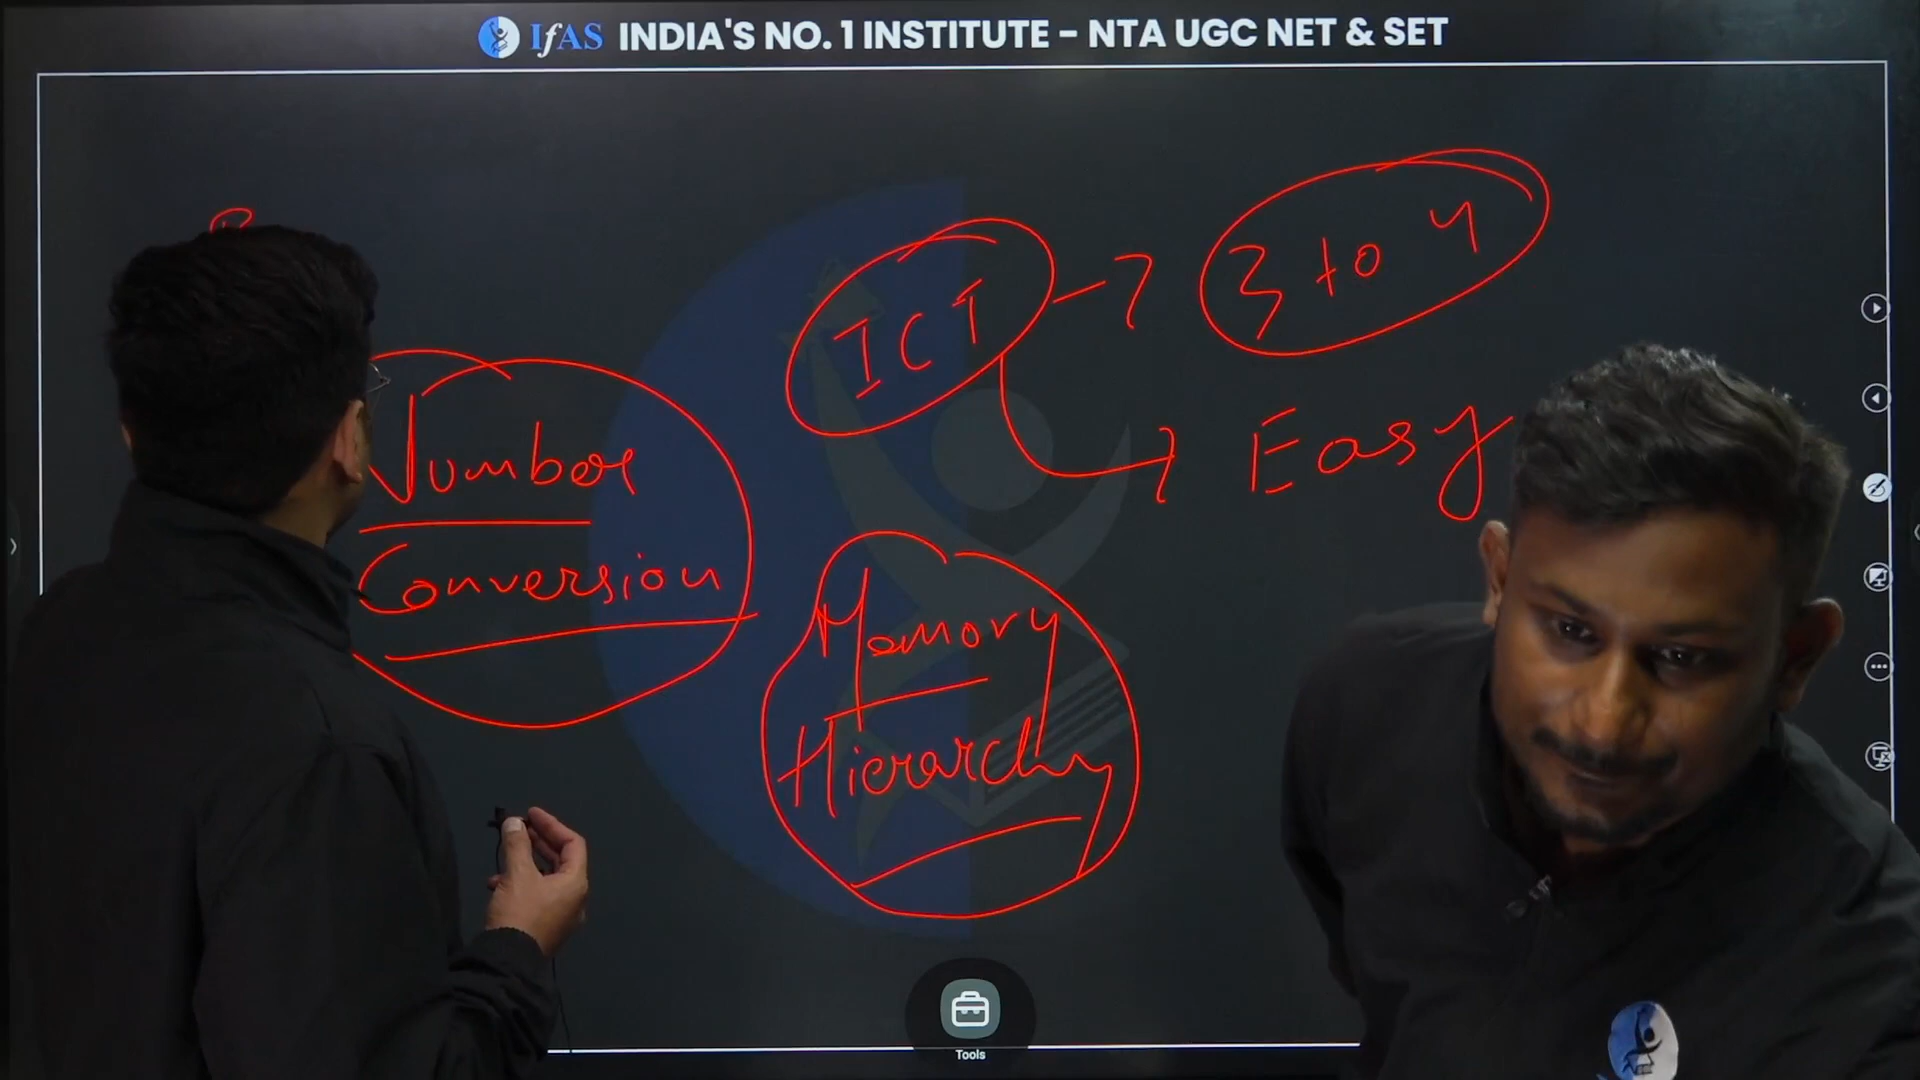 IfAS INDIA'S NO. 1 INSTITUTE – NTA UGC NET & SET
ICT → 3 to 4
→ Easy
Number
Conversion
Memory
Hierarchy
Tools